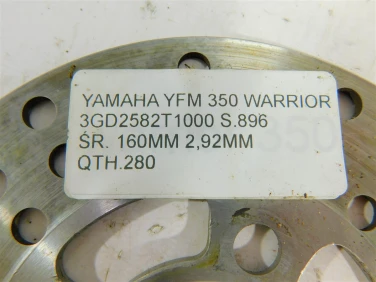 YAMAHA YFM 350 WARRIOR
3GD2582T1000 S.896
ŚR. 160MM 2,92MM
QTH.280